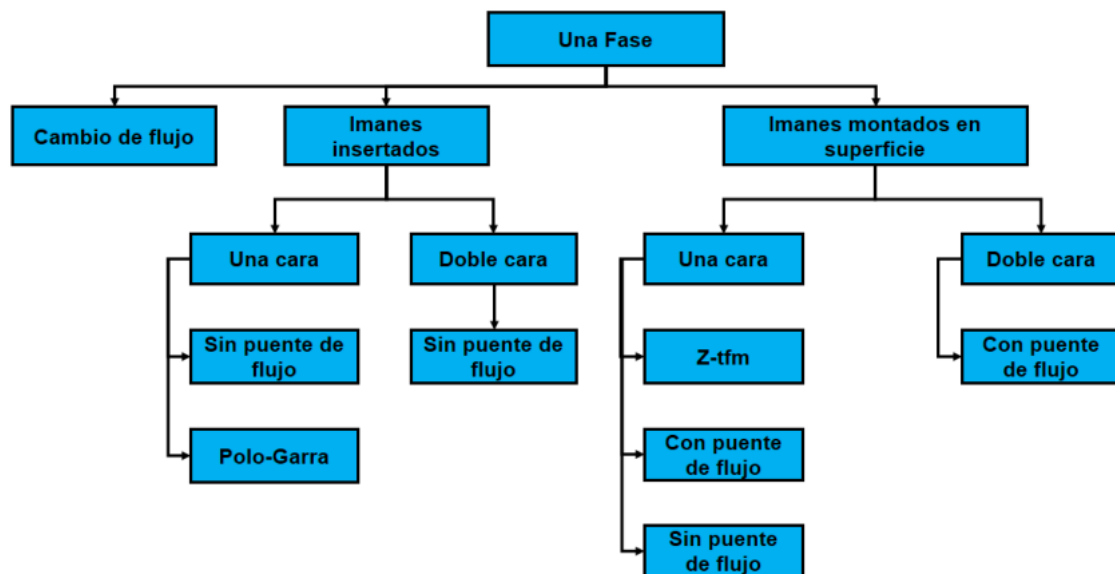 Una Fase
Cambio de flujo
Imanes
insertados
Imanes montados en
superficie
Una cara
Doble cara
Una cara
Doble cara
Sin puente de
flujo
Sin puente de
flujo
Z-tfm
Con puente
de flujo
Polo-Garra
Con puente
de flujo
Sin puente
de flujo